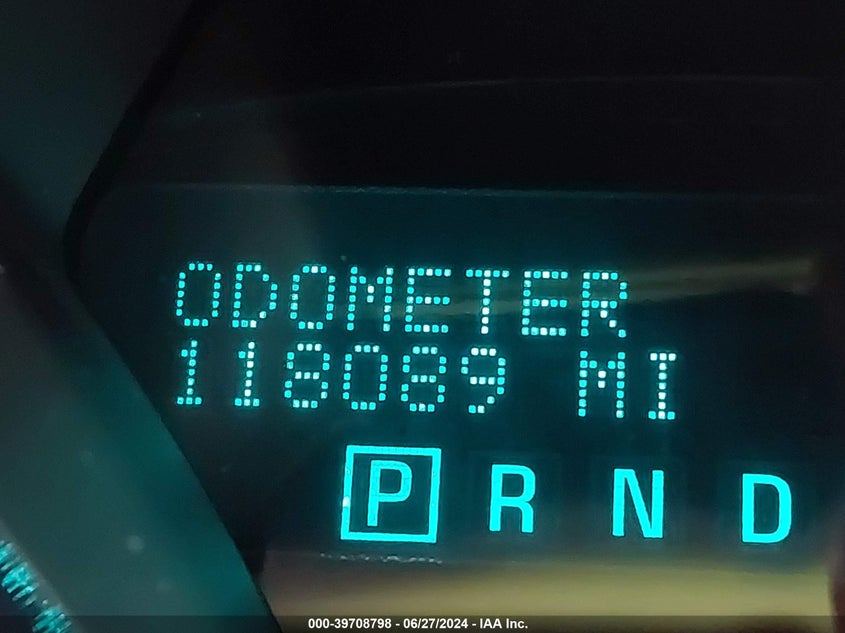 ODOMETER
118089 MI
P R N D
000-39708798 - 06/27/2024 - IAA Inc.